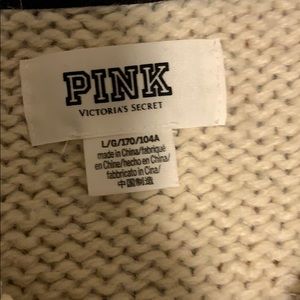 PINK
VICTORIA'S SECRET
L/G/170/104A
made in China/fabriqué
en Chine/hecho en China/
fabbricato in Cina/
中国制造